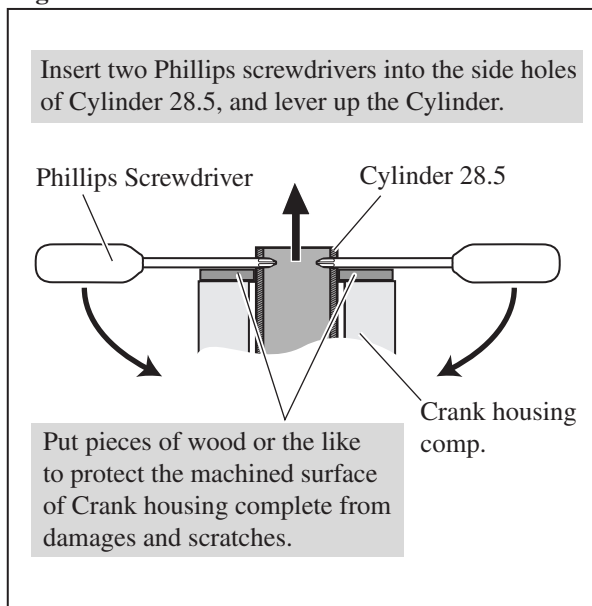 Insert two Phillips screwdrivers into the side holes
of Cylinder 28.5, and lever up the Cylinder.
Phillips Screwdriver
Cylinder 28.5
Crank housing
comp.
Put pieces of wood or the like
to protect the machined surface
of Crank housing complete from
damages and scratches.